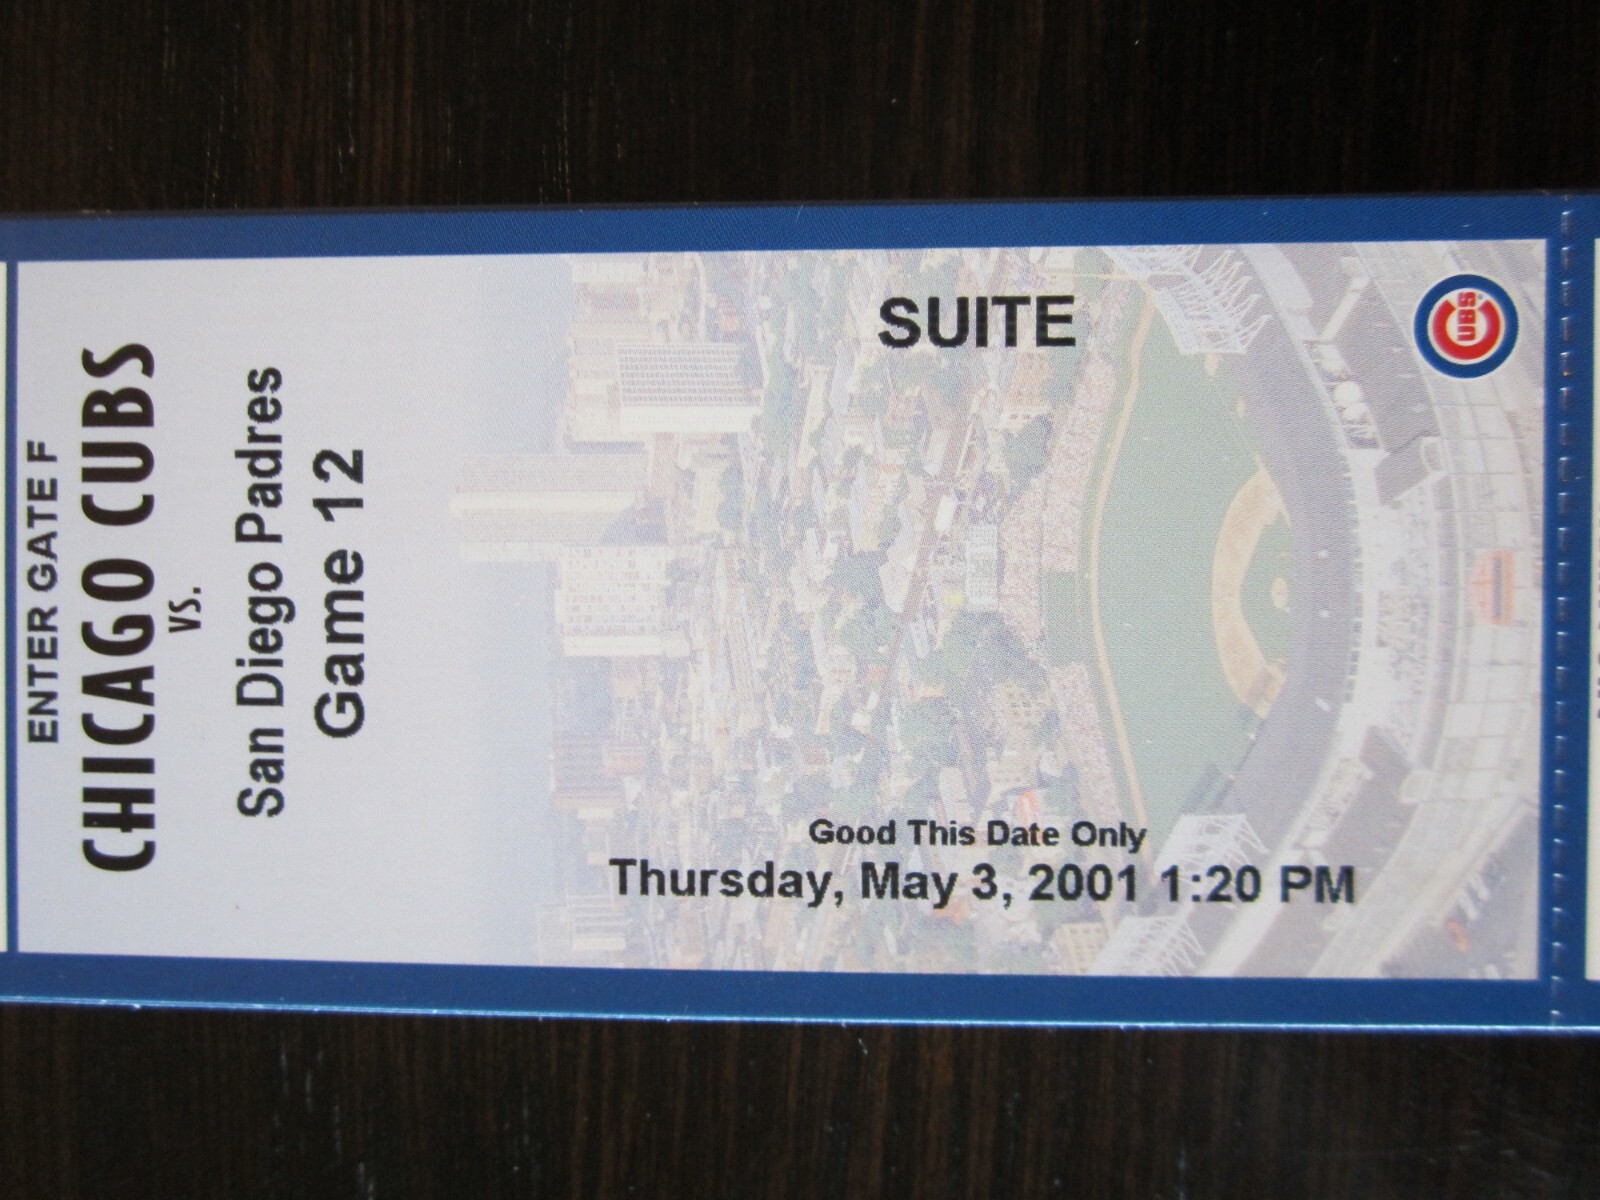 ENTER GATE F
CHICAGO CUBS
VS.
San Diego Padres
Game 12
SUITE
CUBS
Good This Date Only
Thursday, May 3, 2001 1:20 PM